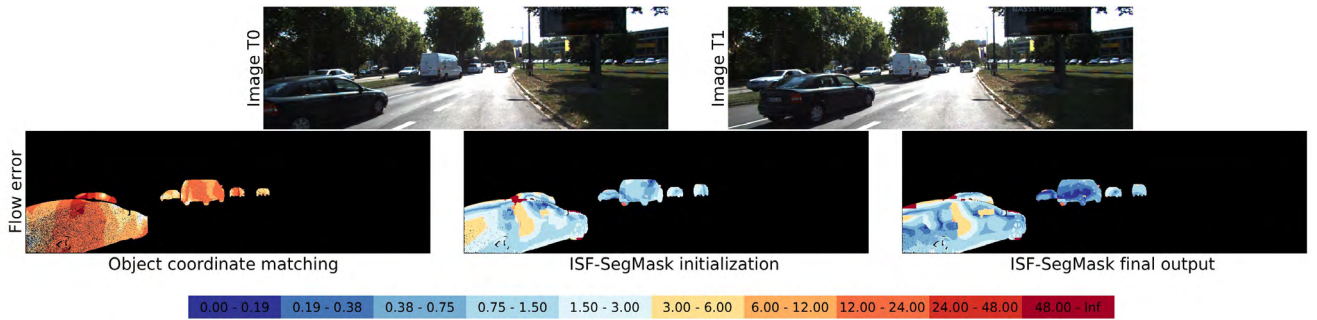 Image T0
Image T1
Flow error
Object coordinate matching
ISF-SegMask initialization
ISF-SegMask final output
0.00 - 0.19
0.19 - 0.38
0.38 - 0.75
0.75 - 1.50
1.50 - 3.00
3.00 - 6.00
6.00 - 12.00
12.00 - 24.00
24.00 - 48.00
48.00 - Inf